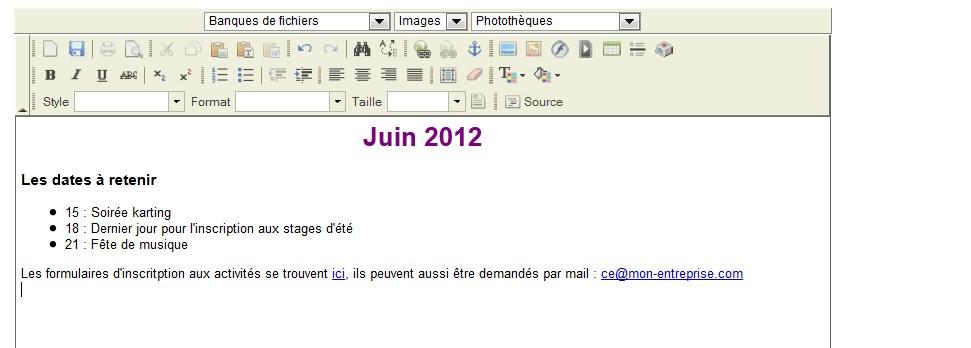 Banques de fichiers Images Photothèques
B I U ABC x₂ x² T
Style Format Taille Source
Juin 2012
Les dates à retenir
15 : Soirée karting
18 : Dernier jour pour l'inscription aux stages d'été
21 : Fête de musique
Les formulaires d'inscritption aux activités se trouvent ici, ils peuvent aussi être demandés par mail : ce@mon-entreprise.com